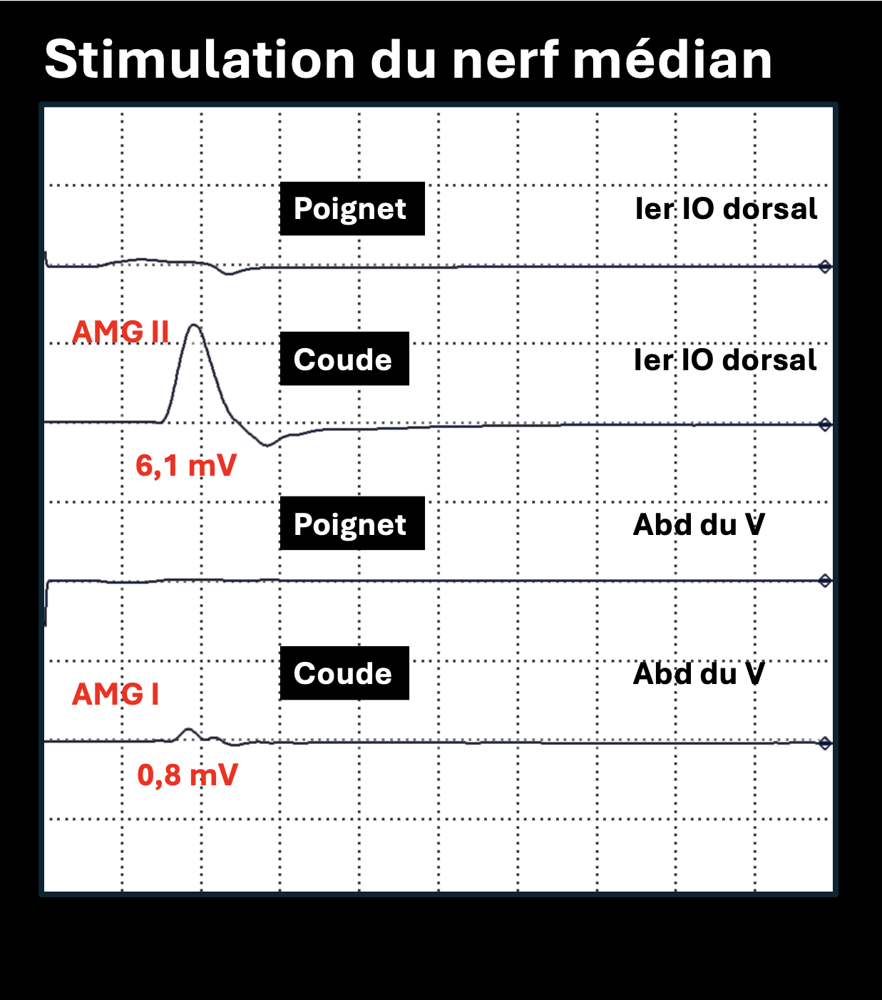 Stimulation du nerf médian
Poignet
Ier IO dorsal
AMG II
Coude
Ier IO dorsal
6,1 mV
Poignet
Abd du V
Coude
Abd du V
AMG I
0,8 mV